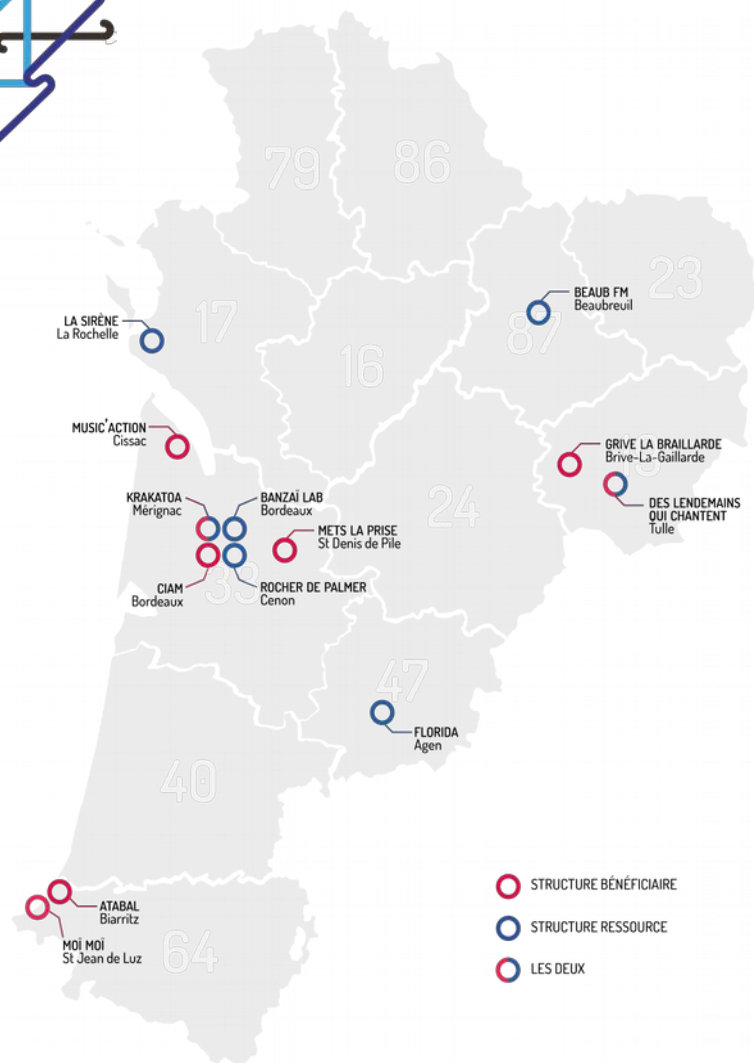 79
86
23
BEAUB FM
Beaubreuil
87
17
LA SIRÈNE
La Rochelle
16
MUSIC'ACTION
Cissac
GRIVE LA BRAILLARDE
Brive-La-Gaillarde
19
DES LENDEMAINS
QUI CHANTENT
Tulle
24
KRAKATOA
Mérignac
BANZAÏ LAB
Bordeaux
METS LA PRISE
St Denis de Pile
CIAM
Bordeaux
33
ROCHER DE PALMER
Cenon
47
FLORIDA
Agen
40
ATABAL
Biarritz
MOÏ MOÏ
St Jean de Luz
64
STRUCTURE BÉNÉFICIAIRE
STRUCTURE RESSOURCE
LES DEUX